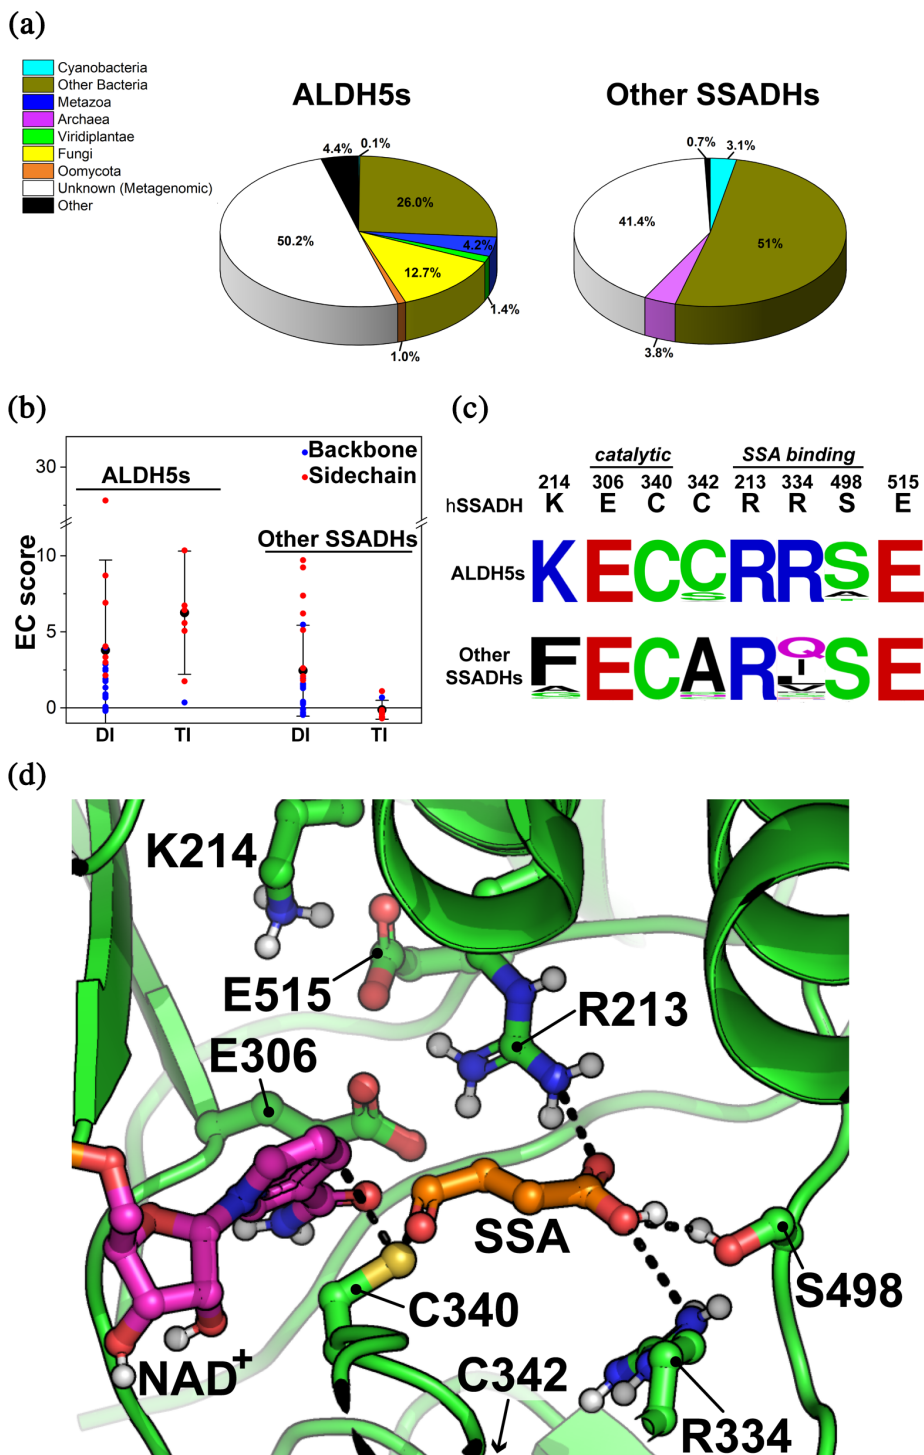 (a)
Cyanobacteria
Other Bacteria
Metazoa
Archaea
Viridiplantae
Fungi
Oomycota
Unknown (Metagenomic)
Other
ALDH5s
4.4%
0.1%
26.0%
4.2%
1.4%
12.7%
1.0%
50.2%
Other SSADHs
0.7%
3.1%
51%
3.8%
41.4%
(b)
EC score
30
10
5
0
ALDH5s
Backbone
Sidechain
Other SSADHs
DI TI DI TI
(c)
catalytic SSA binding
214 306 340 342 213 334 498 515
hSSADH K E C C R R S E
ALDH5s K E C C S R R S A E
Other SSADHs F A E C A R Q I V S E
(d)
K214
E515
R213
E306
SSA
S498
C340
NAD+
C342
R334